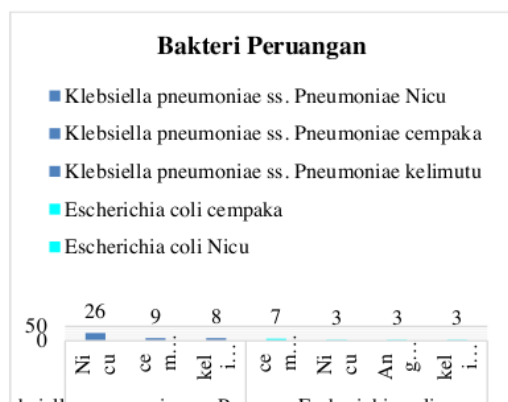 Bakteri Peruangan
Klebsiella pneumoniae ss. Pneumoniae Nicu
Klebsiella pneumoniae ss. Pneumoniae cempaka
Klebsiella pneumoniae ss. Pneumoniae kelimutu
Escherichia coli cempaka
Escherichia coli Nicu
26 9 8 7 3 3 3
50
0
Ni cu
ce m…
kel i…
ce m…
Ni cu
An g…
kel i…